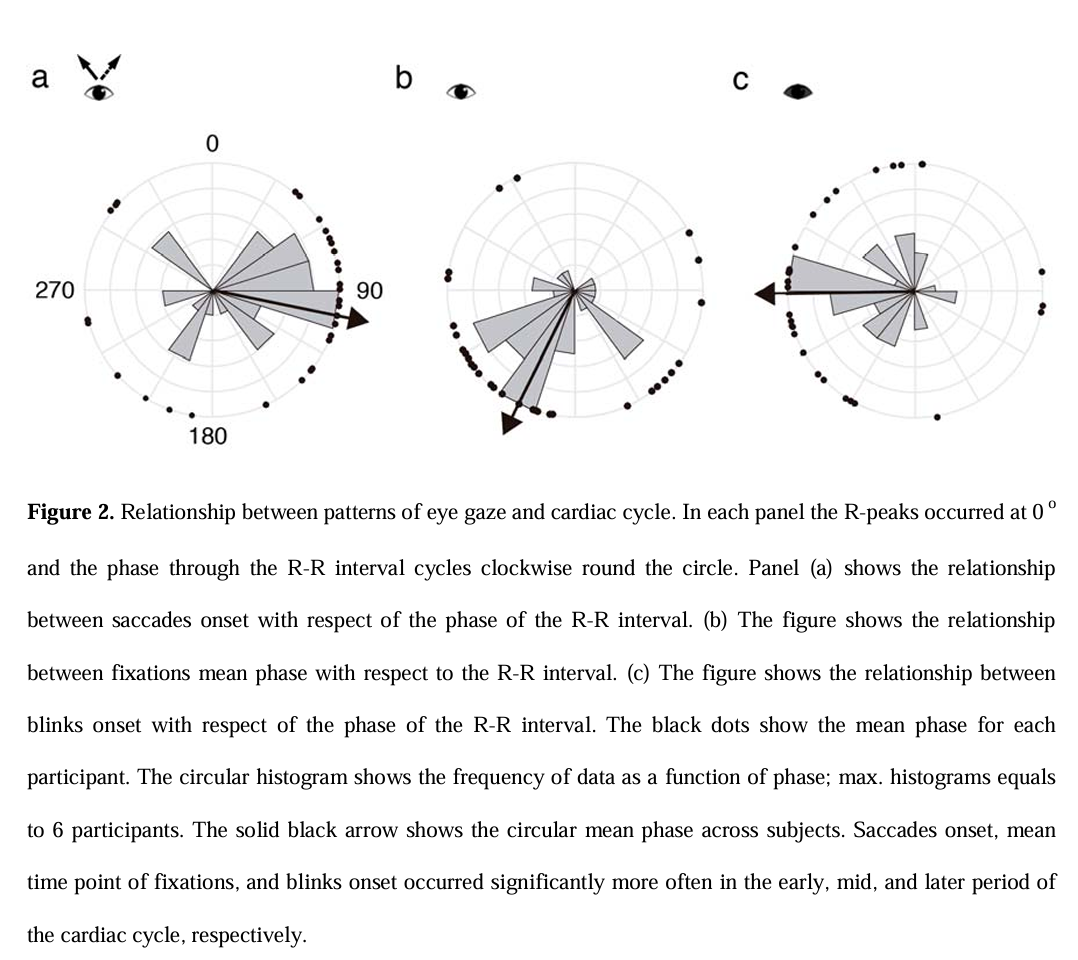 a
b
c
0
270
90
180
Figure 2. Relationship between patterns of eye gaze and cardiac cycle. In each panel the R-peaks occurred at 0 o
and the phase through the R-R interval cycles clockwise round the circle. Panel (a) shows the relationship
between saccades onset with respect of the phase of the R-R interval. (b) The figure shows the relationship
between fixations mean phase with respect to the R-R interval. (c) The figure shows the relationship between
blinks onset with respect of the phase of the R-R interval. The black dots show the mean phase for each
participant. The circular histogram shows the frequency of data as a function of phase; max. histograms equals
to 6 participants. The solid black arrow shows the circular mean phase across subjects. Saccades onset, mean
time point of fixations, and blinks onset occurred significantly more often in the early, mid, and later period of
the cardiac cycle, respectively.